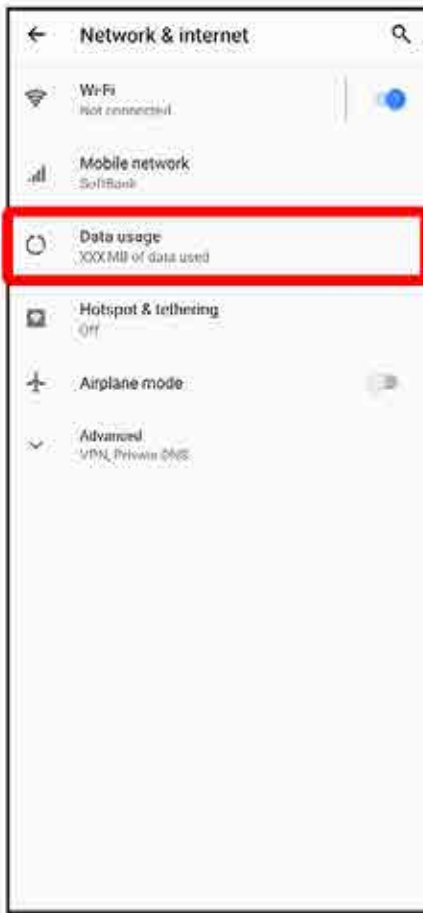 Network & internet
Wi-Fi
Not connected
Mobile network
SoftBank
Data usage
XXX MB of data used
Hotspot & tethering
Off
Airplane mode
Advanced
VPN, Private DNS